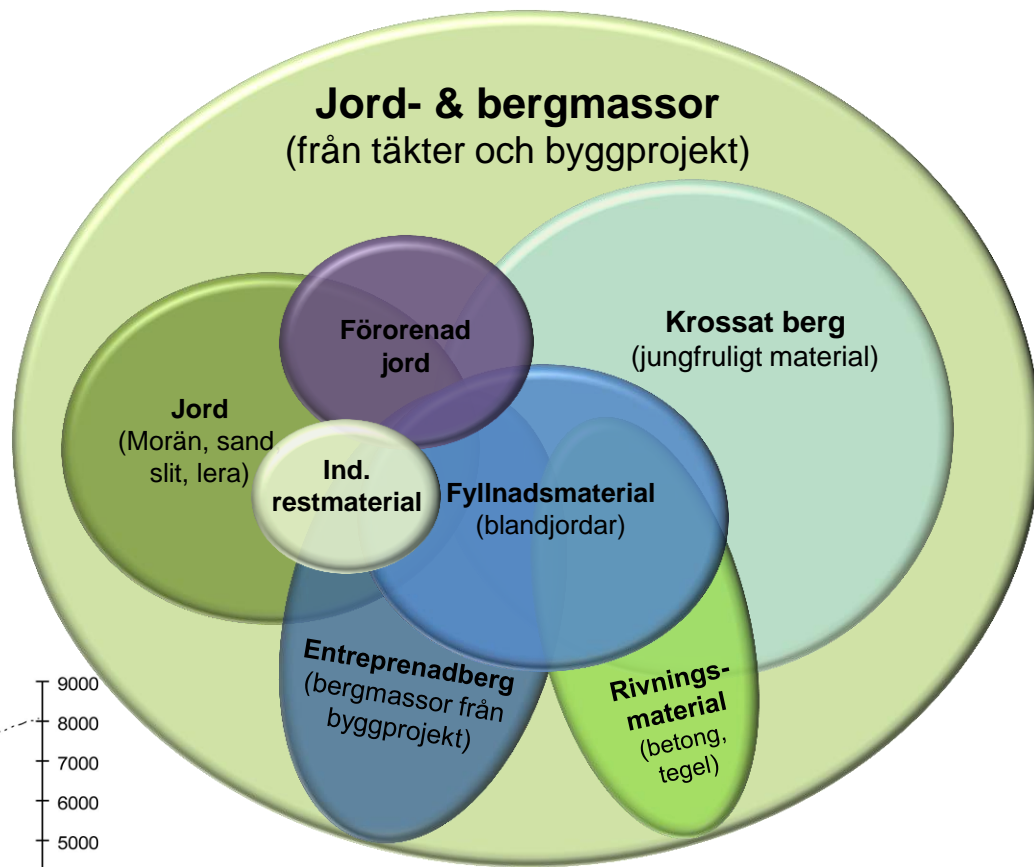 Jord- & bergmassor
(från täkter och byggprojekt)
Förorenad
jord
Krossat berg
(jungfruligt material)
Jord
(Morän, sand
slit, lera)
Ind.
restmaterial
Fyllnadsmaterial
(blandjordar)
Entreprenadberg
(bergmassor från
byggprojekt)
Rivnings-
material
(betong,
tegel)
9000
8000
7000
6000
5000